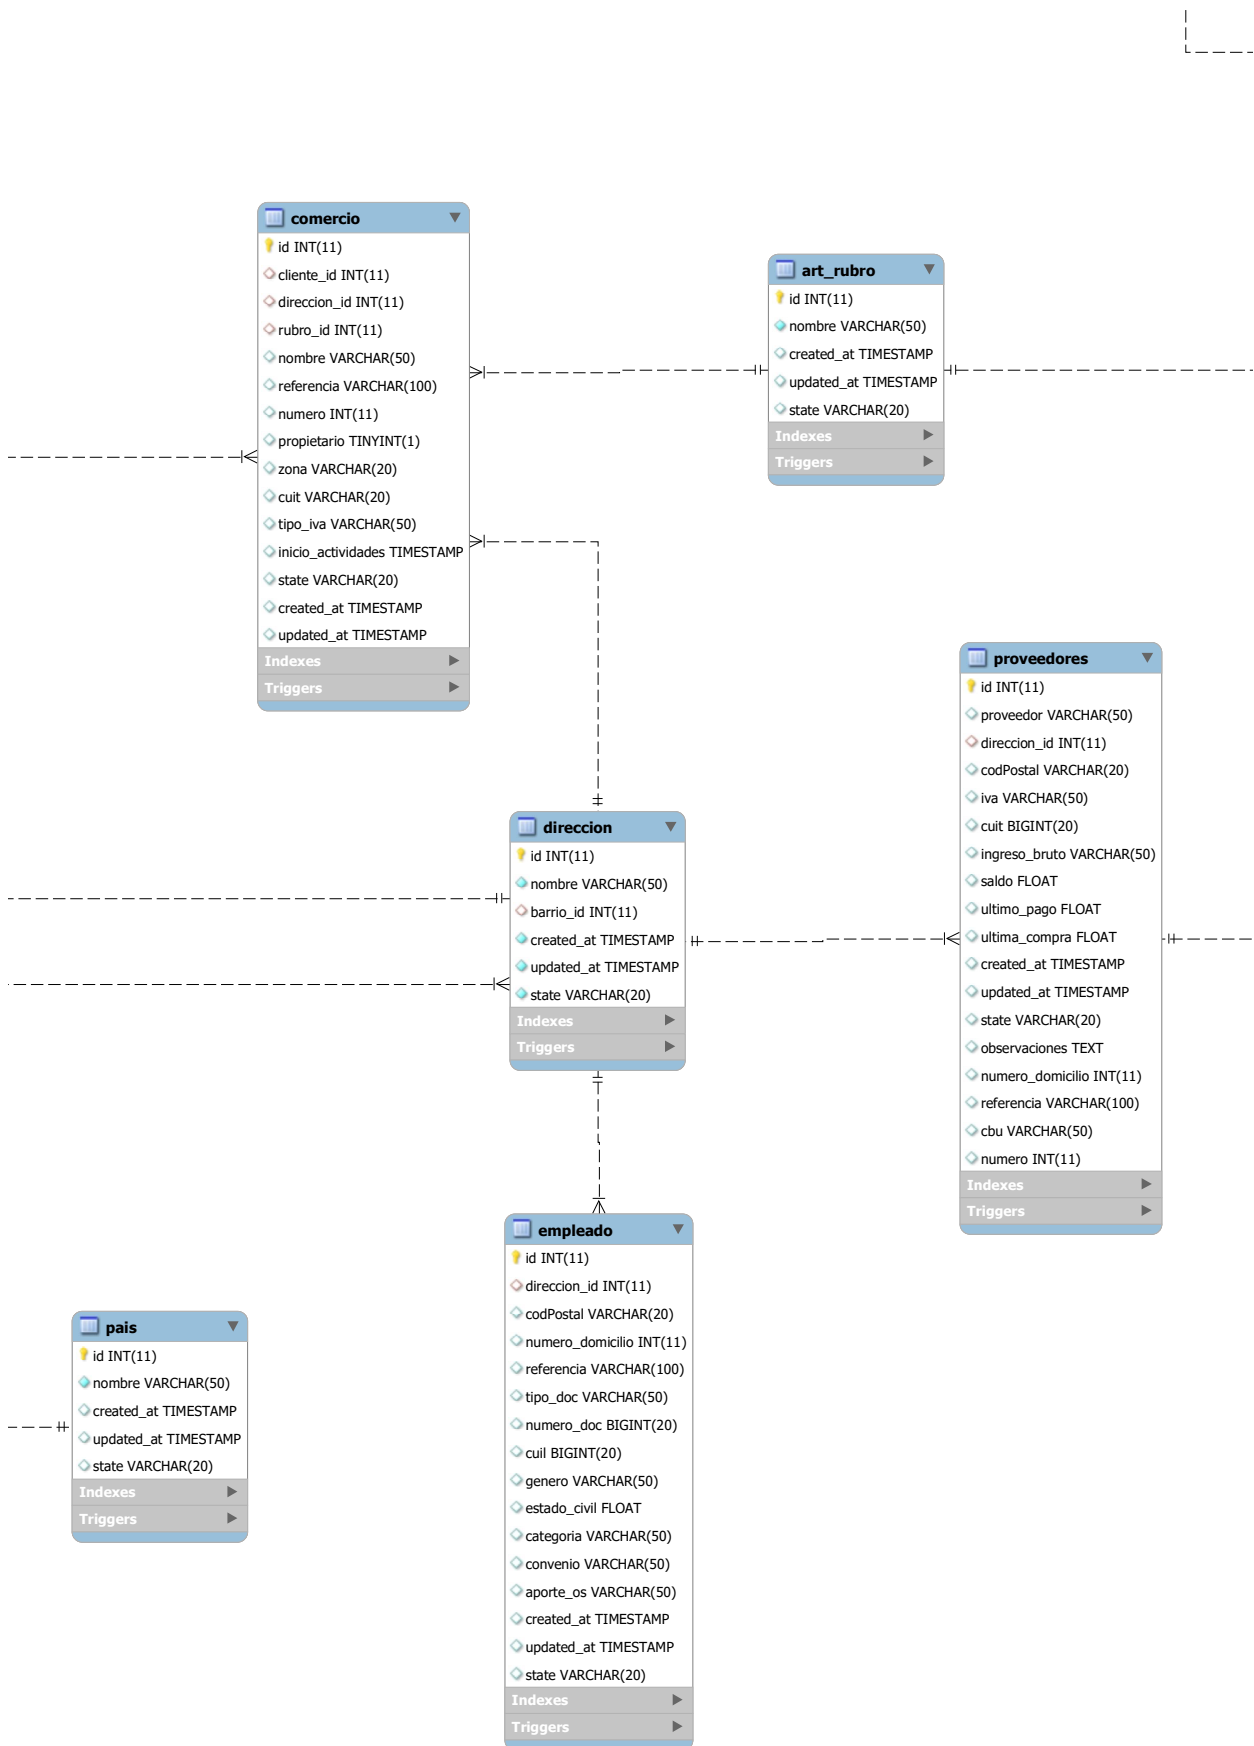 comercio
id INT(11)
cliente_id INT(11)
direccion_id INT(11)
rubro_id INT(11)
nombre VARCHAR(50)
referencia VARCHAR(100)
numero INT(11)
propietario TINYINT(1)
zona VARCHAR(20)
cuit VARCHAR(20)
tipo_iva VARCHAR(50)
inicio_actividades TIMESTAMP
state VARCHAR(20)
created_at TIMESTAMP
updated_at TIMESTAMP
Indexes
Triggers
art_rubro
id INT(11)
nombre VARCHAR(50)
created_at TIMESTAMP
updated_at TIMESTAMP
state VARCHAR(20)
Indexes
Triggers
proveedores
id INT(11)
proveedor VARCHAR(50)
direccion_id INT(11)
codPostal VARCHAR(20)
iva VARCHAR(50)
cuit BIGINT(20)
ingreso_bruto VARCHAR(50)
saldo FLOAT
ultimo_pago FLOAT
ultima_compra FLOAT
created_at TIMESTAMP
updated_at TIMESTAMP
state VARCHAR(20)
observaciones TEXT
numero_domicilio INT(11)
referencia VARCHAR(100)
cbu VARCHAR(50)
numero INT(11)
Indexes
Triggers
direccion
id INT(11)
nombre VARCHAR(50)
barrio_id INT(11)
created_at TIMESTAMP
updated_at TIMESTAMP
state VARCHAR(20)
Indexes
Triggers
empleado
id INT(11)
direccion_id INT(11)
codPostal VARCHAR(20)
numero_domicilio INT(11)
referencia VARCHAR(100)
tipo_doc VARCHAR(50)
numero_doc BIGINT(20)
cuil BIGINT(20)
genero VARCHAR(50)
estado_civil FLOAT
categoria VARCHAR(50)
convenio VARCHAR(50)
aporte_os VARCHAR(50)
created_at TIMESTAMP
updated_at TIMESTAMP
state VARCHAR(20)
Indexes
Triggers
pais
id INT(11)
nombre VARCHAR(50)
created_at TIMESTAMP
updated_at TIMESTAMP
state VARCHAR(20)
Indexes
Triggers